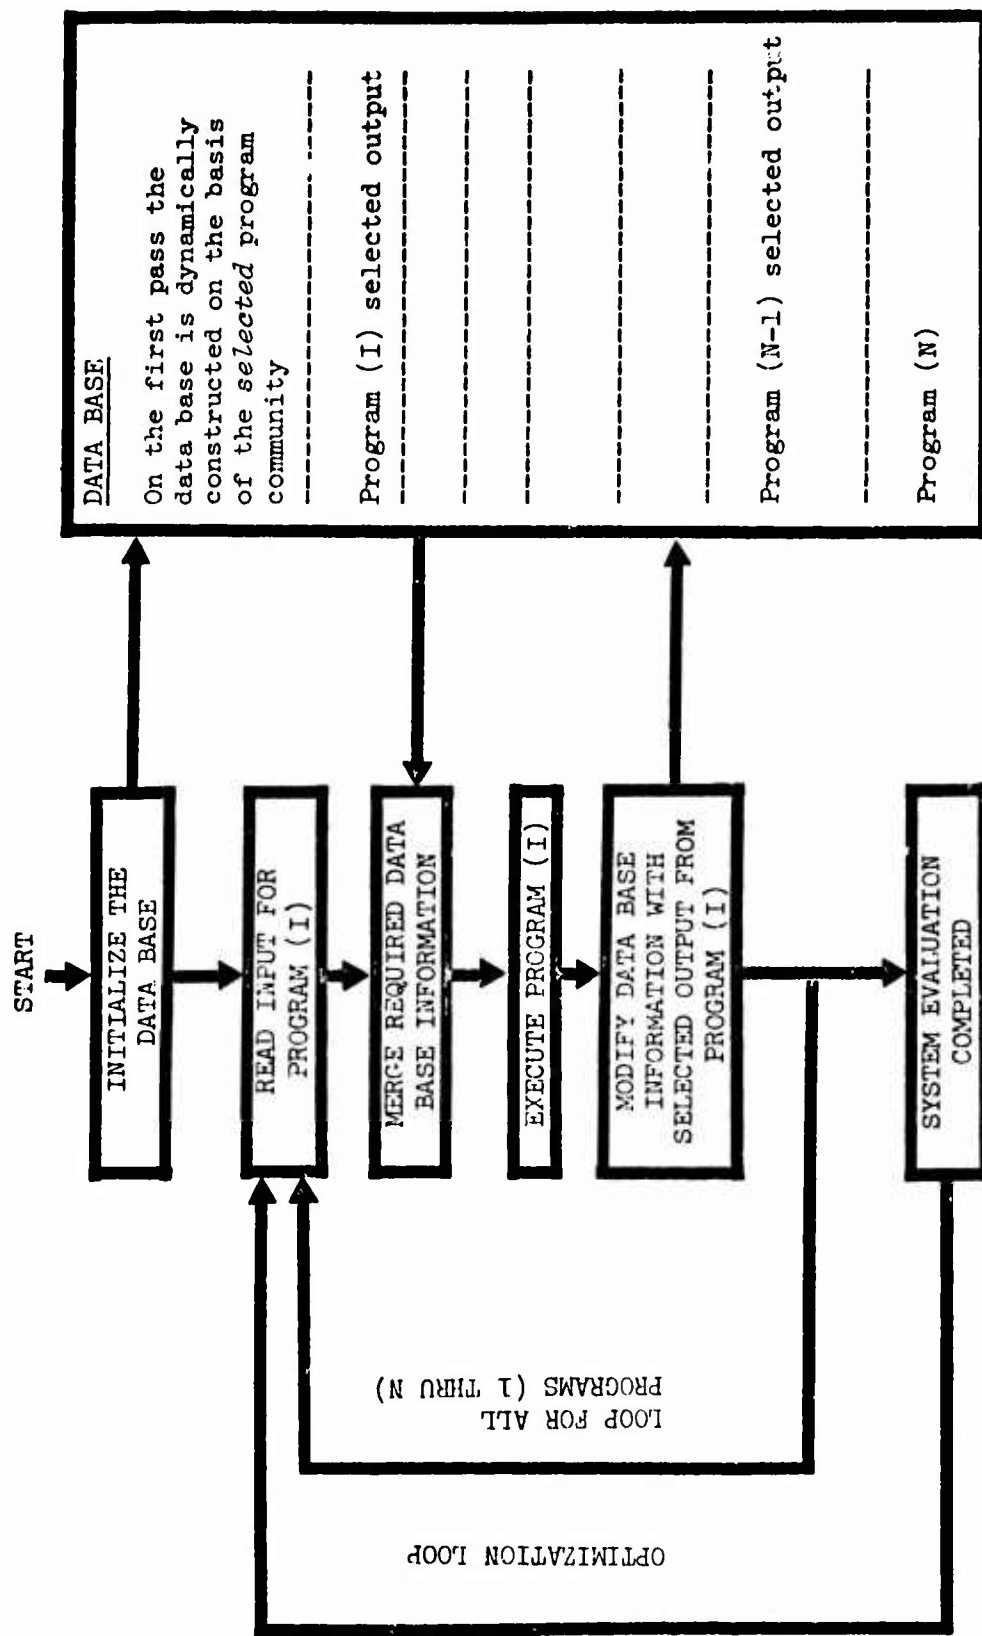 START
INITIALIZE THE
DATA BASE
READ INPUT FOR
PROGRAM (I)
MERGE REQUIRED DATA
BASE INFORMATION
EXECUTE PROGRAM (I)
MODIFY DATA BASE
INFORMATION WITH
SELECTED OUTPUT FROM
PROGRAM (I)
SYSTEM EVALUATION
COMPLETED
LOOP FOR ALL
PROGRAMS (1 THRU N)
OPTIMIZATION LOOP
DATA BASE
On the first pass the
data base is dynamically
constructed on the basis
of the selected program
community
Program (I) selected output
Program (N-1) selected output
Program (N)